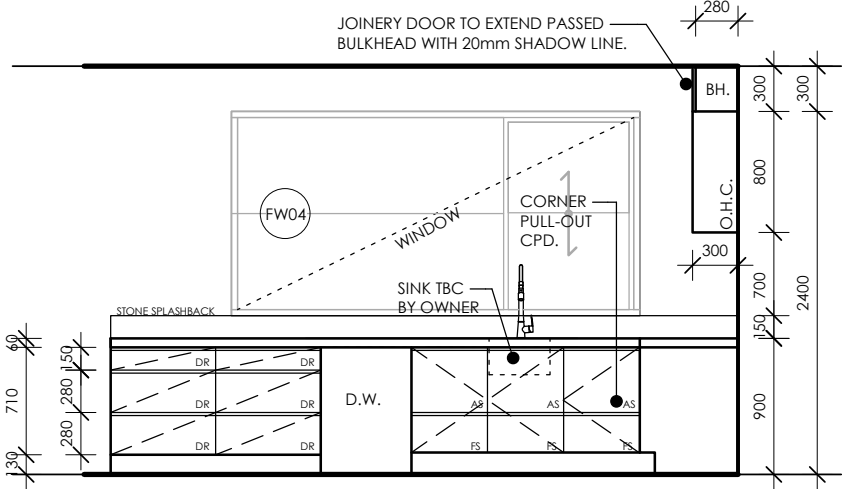 280
JOINERY DOOR TO EXTEND PASSED
BULKHEAD WITH 20mm SHADOW LINE.
BH.
300
300
800
O.H.C.
CORNER
PULL-OUT
CPD.
FW04
WINDOW
300
SINK TBC
BY OWNER
700
2400
STONE SPLASHBACK
150
60
150
DR
DR
D.W.
710
280
DR
DR
AS
AS
AS
900
280
DR
DR
FS
FS
FS
130